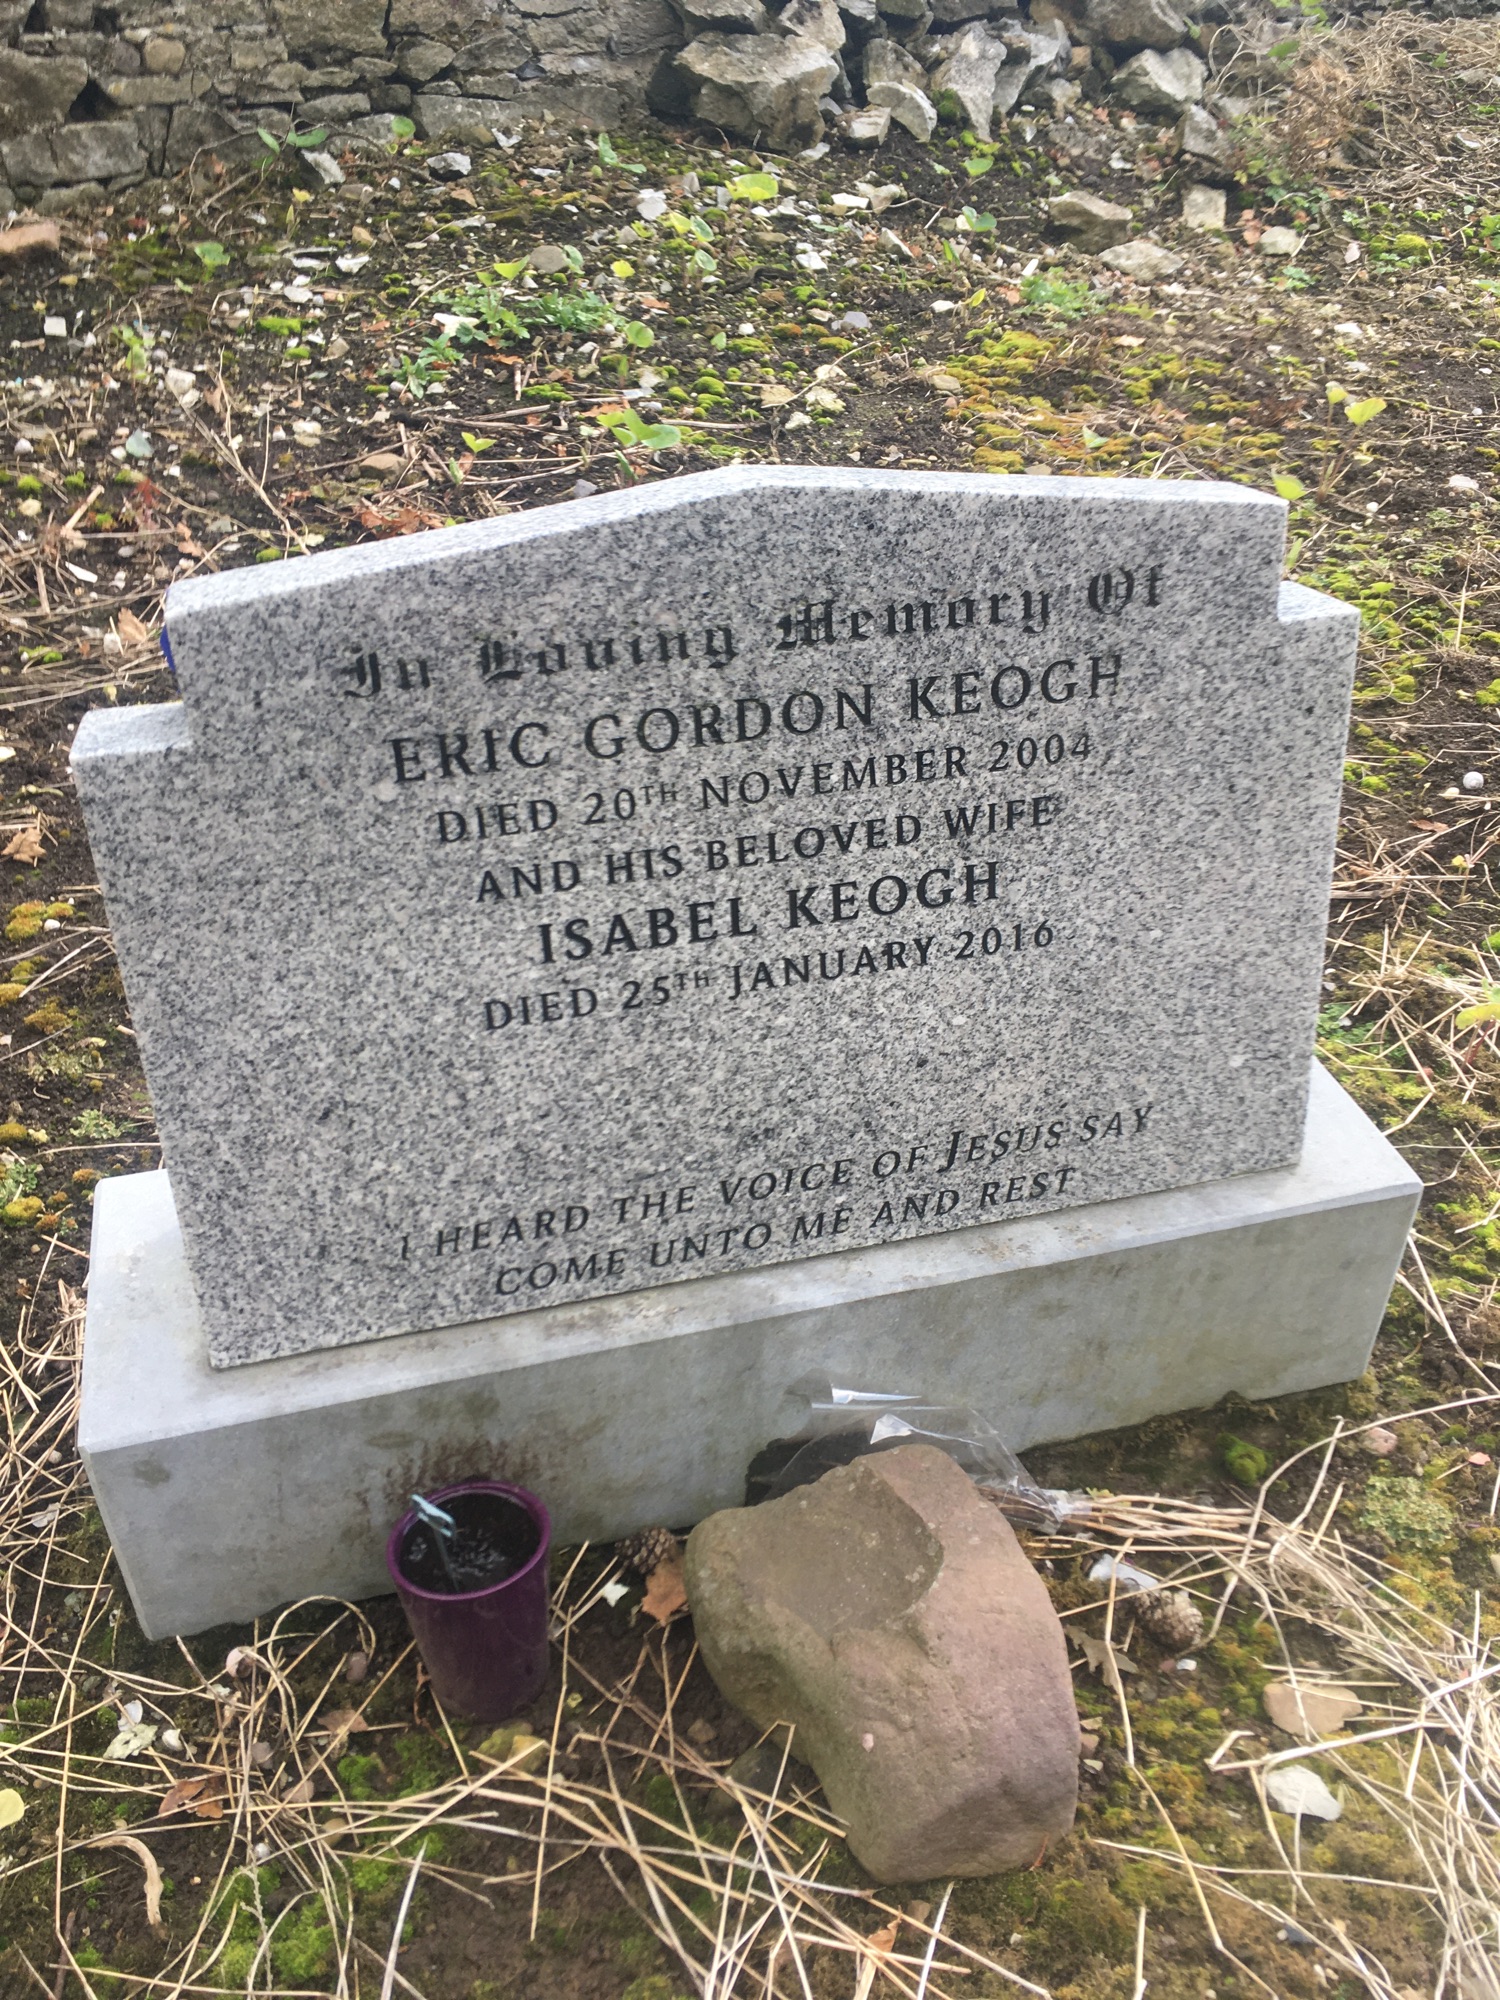 In Loving Memory Of
ERIC GORDON KEOGH
DIED 20TH NOVEMBER 2004
AND HIS BELOVED WIFE
ISABEL KEOGH
DIED 25TH JANUARY 2016
I HEARD THE VOICE OF JESUS SAY
COME UNTO ME AND REST